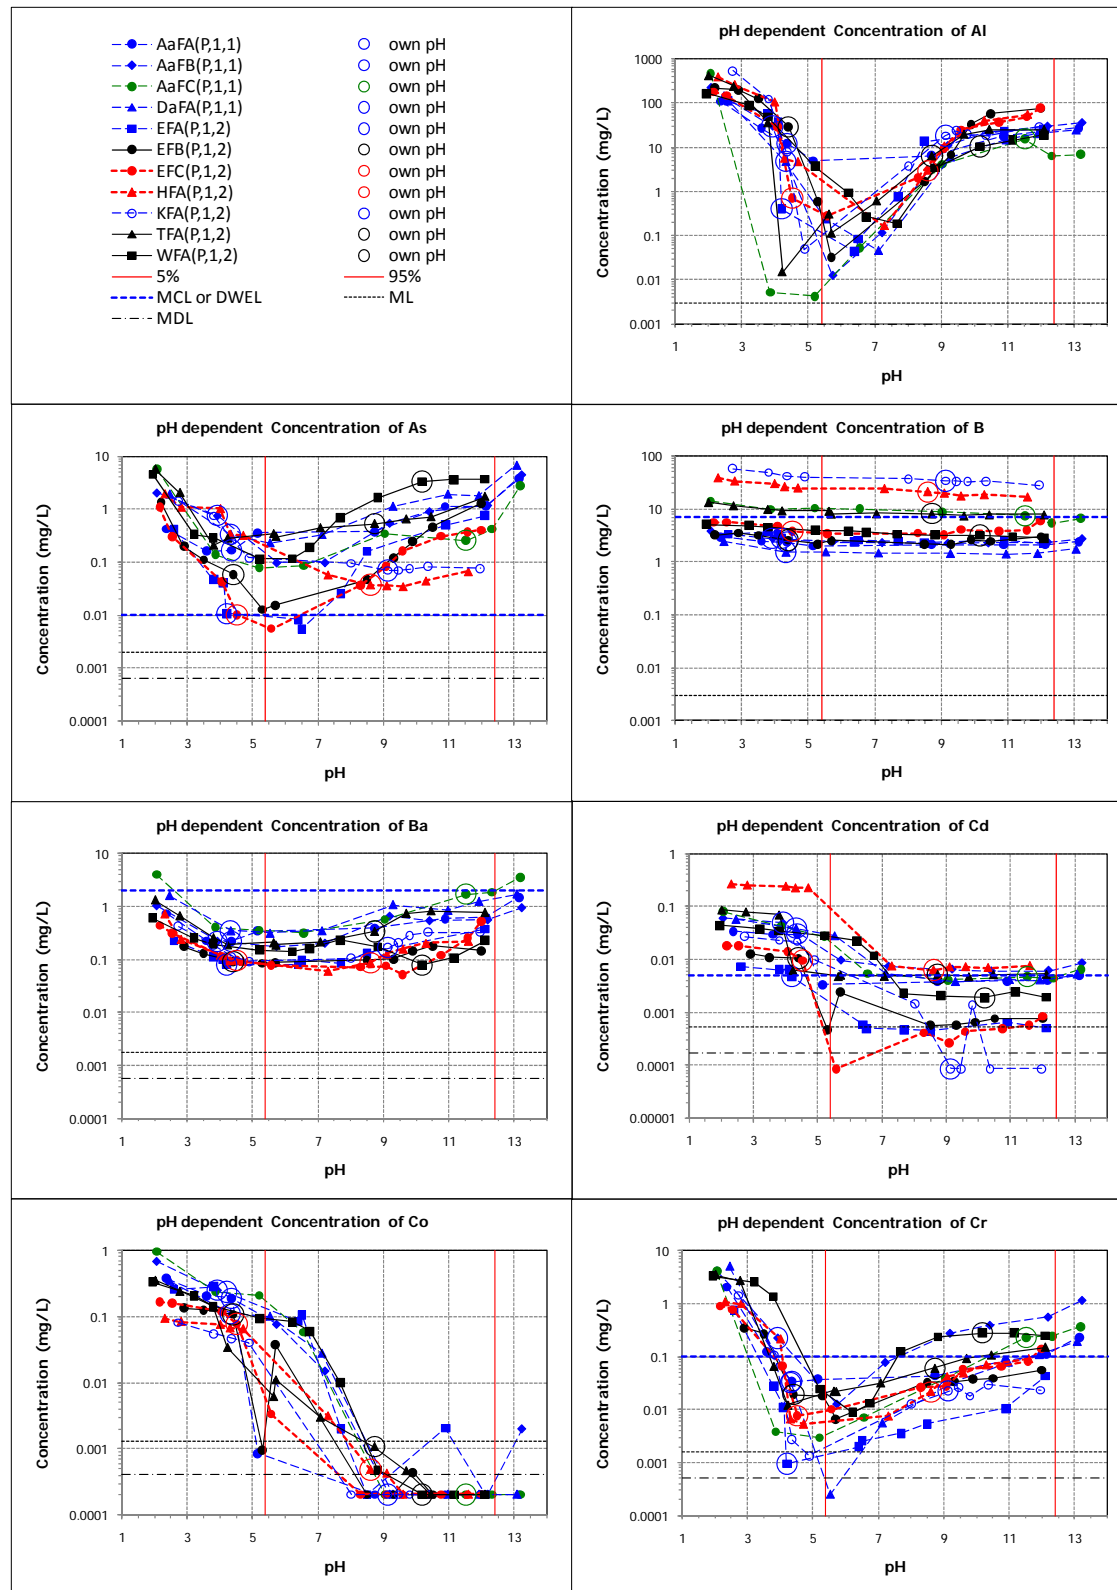 AaFA(P,1,1) own pH
AaFB(P,1,1) own pH
AaFC(P,1,1) own pH
DaFA(P,1,1) own pH
EFA(P,1,2) own pH
EFB(P,1,2) own pH
EFC(P,1,2) own pH
HFA(P,1,2) own pH
KFA(P,1,2) own pH
TFA(P,1,2) own pH
WFA(P,1,2) own pH
5% 95%
MCL or DWEL ML
MDL
pH dependent Concentration of Al
Concentration (mg/L)
1000
100
10
1
0.1
0.01
0.001
1 3 5 7 9 11 13
pH
pH dependent Concentration of As
Concentration (mg/L)
10
1
0.1
0.01
0.001
0.0001
1 3 5 7 9 11 13
pH
pH dependent Concentration of B
Concentration (mg/L)
100
10
1
0.1
0.01
0.001
1 3 5 7 9 11 13
pH
pH dependent Concentration of Ba
Concentration (mg/L)
10
1
0.1
0.01
0.001
0.0001
1 3 5 7 9 11 13
pH
pH dependent Concentration of Cd
Concentration (mg/L)
1
0.1
0.01
0.001
0.0001
0.00001
1 3 5 7 9 11 13
pH
pH dependent Concentration of Co
Concentration (mg/L)
1
0.1
0.01
0.001
0.0001
1 3 5 7 9 11 13
pH
pH dependent Concentration of Cr
Concentration (mg/L)
10
1
0.1
0.01
0.001
0.0001
1 3 5 7 9 11 13
pH